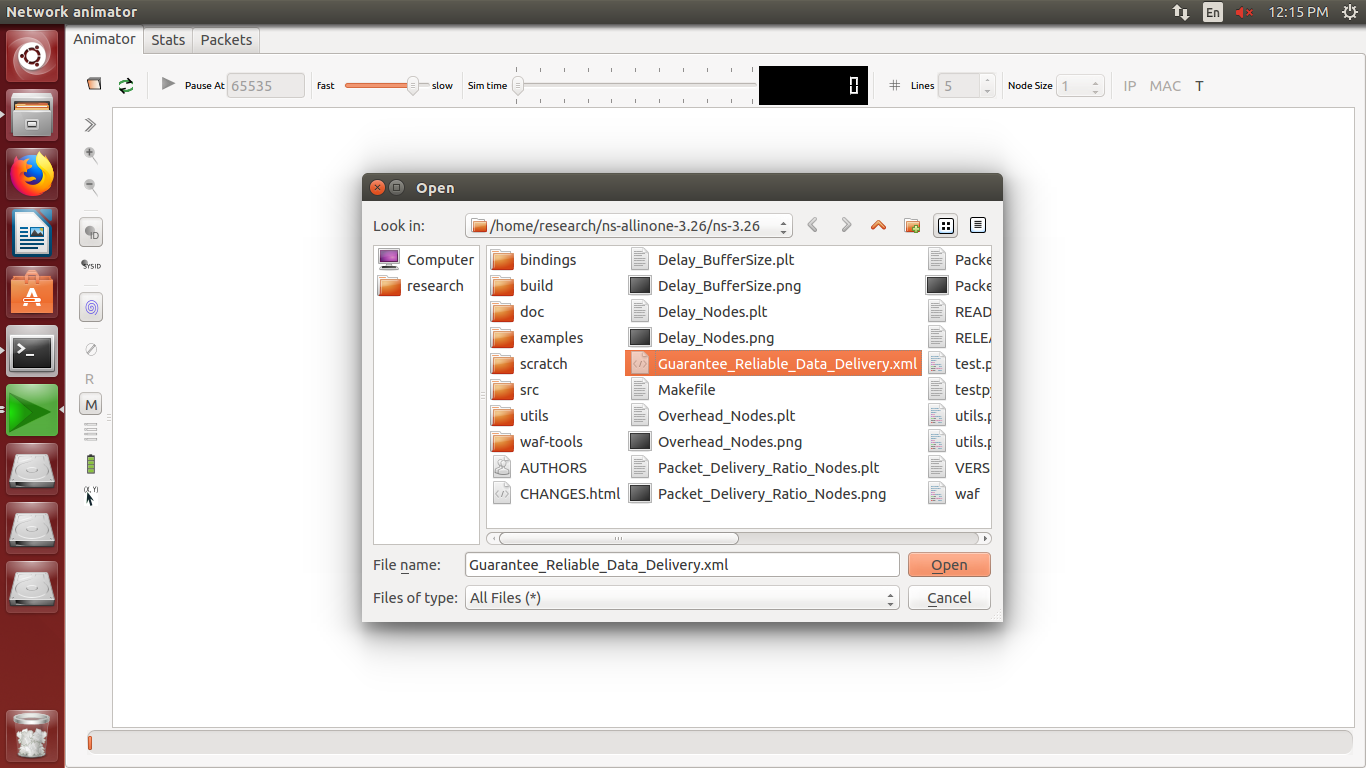 Network animator
En
12:15 PM
Animator Stats Packets
Pause At 65535 fast slow Sim time 0 Lines 5 Node Size 1 IP MAC T
ID
SYSID
R
M
(X, Y)
Open
Look in: /home/research/ns-allinone-3.26/ns-3.26
Computer
research
bindings
build
doc
examples
scratch
src
utils
waf-tools
AUTHORS
CHANGES.html
Delay_BufferSize.plt
Delay_BufferSize.png
Delay_Nodes.plt
Delay_Nodes.png
Guarantee_Reliable_Data_Delivery.xml
Makefile
Overhead_Nodes.plt
Overhead_Nodes.png
Packet_Delivery_Ratio_Nodes.plt
Packet_Delivery_Ratio_Nodes.png
Packe
Packe
READ
RELEA
test.p
testpy
utils.p
utils.p
VERS
waf
File name: Guarantee_Reliable_Data_Delivery.xml Open
Files of type: All Files (*) Cancel